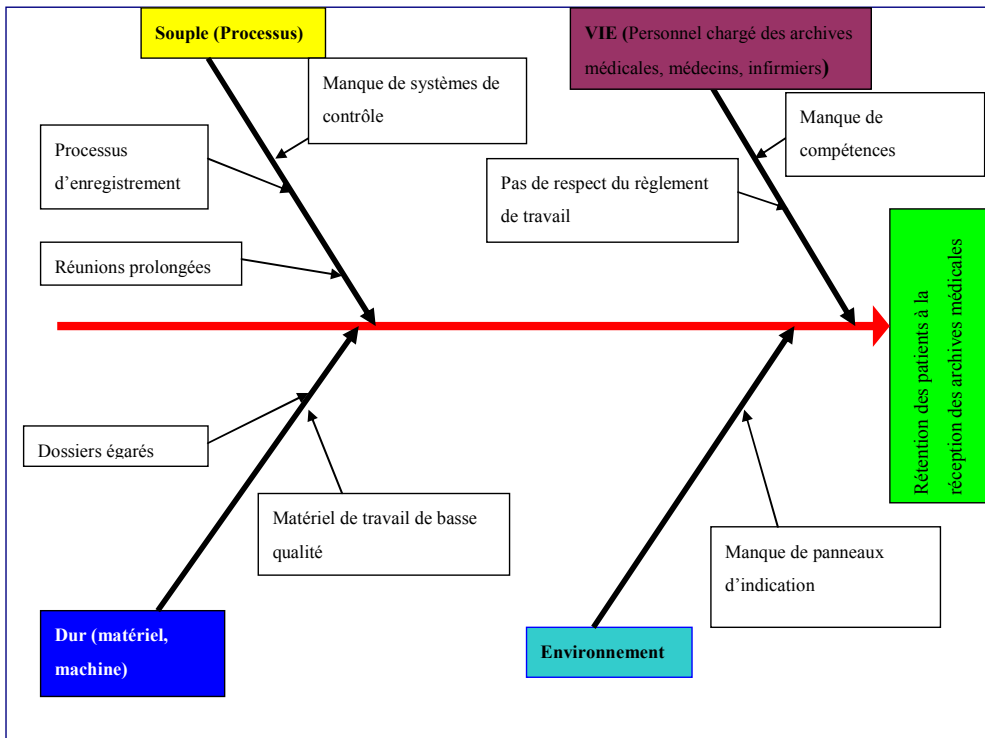 Souple (Processus)
VIE (Personnel chargé des archives
médicales, médecins, infirmiers)
Manque de systèmes de
contrôle
Manque de
compétences
Processus
d’enregistrement
Pas de respect du règlement
de travail
Réunions prolongées
Rétention des patients à la
réception des archives médicales
Dossiers égarés
Matériel de travail de basse
qualité
Manque de panneaux
d’indication
Dur (matériel,
machine)
Environnement